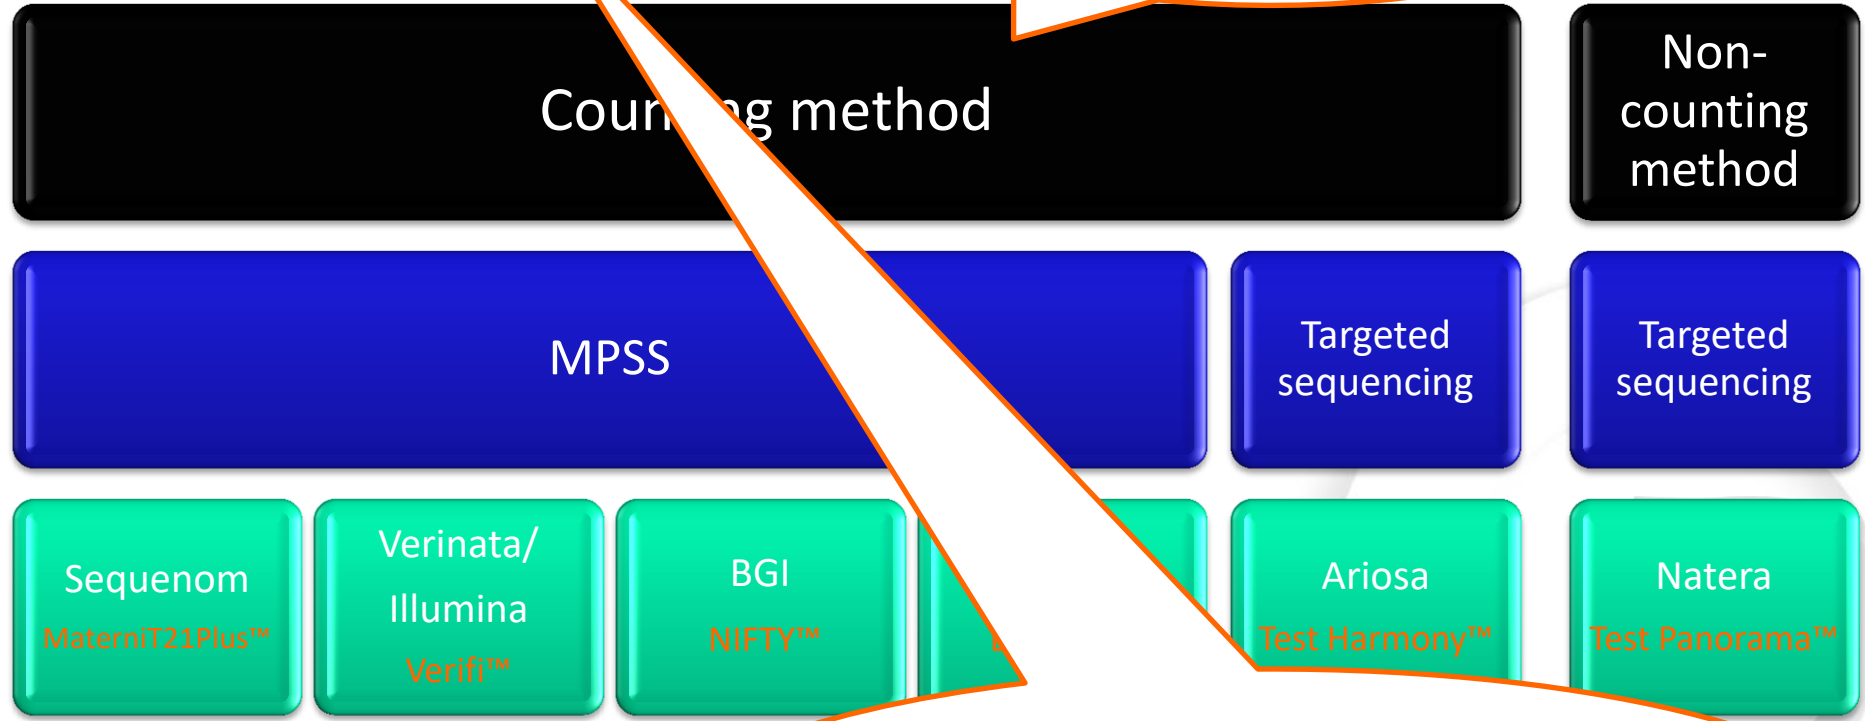 Counting method
Non-
counting
method
MPSS
Targeted
sequencing
Targeted
sequencing
Sequenom
MaterniT21Plus™
Verinata/
Illumina
Verifi™
BGI
NIFTY™
Ariosa
Test Harmony™
Natera
Test Panorama™